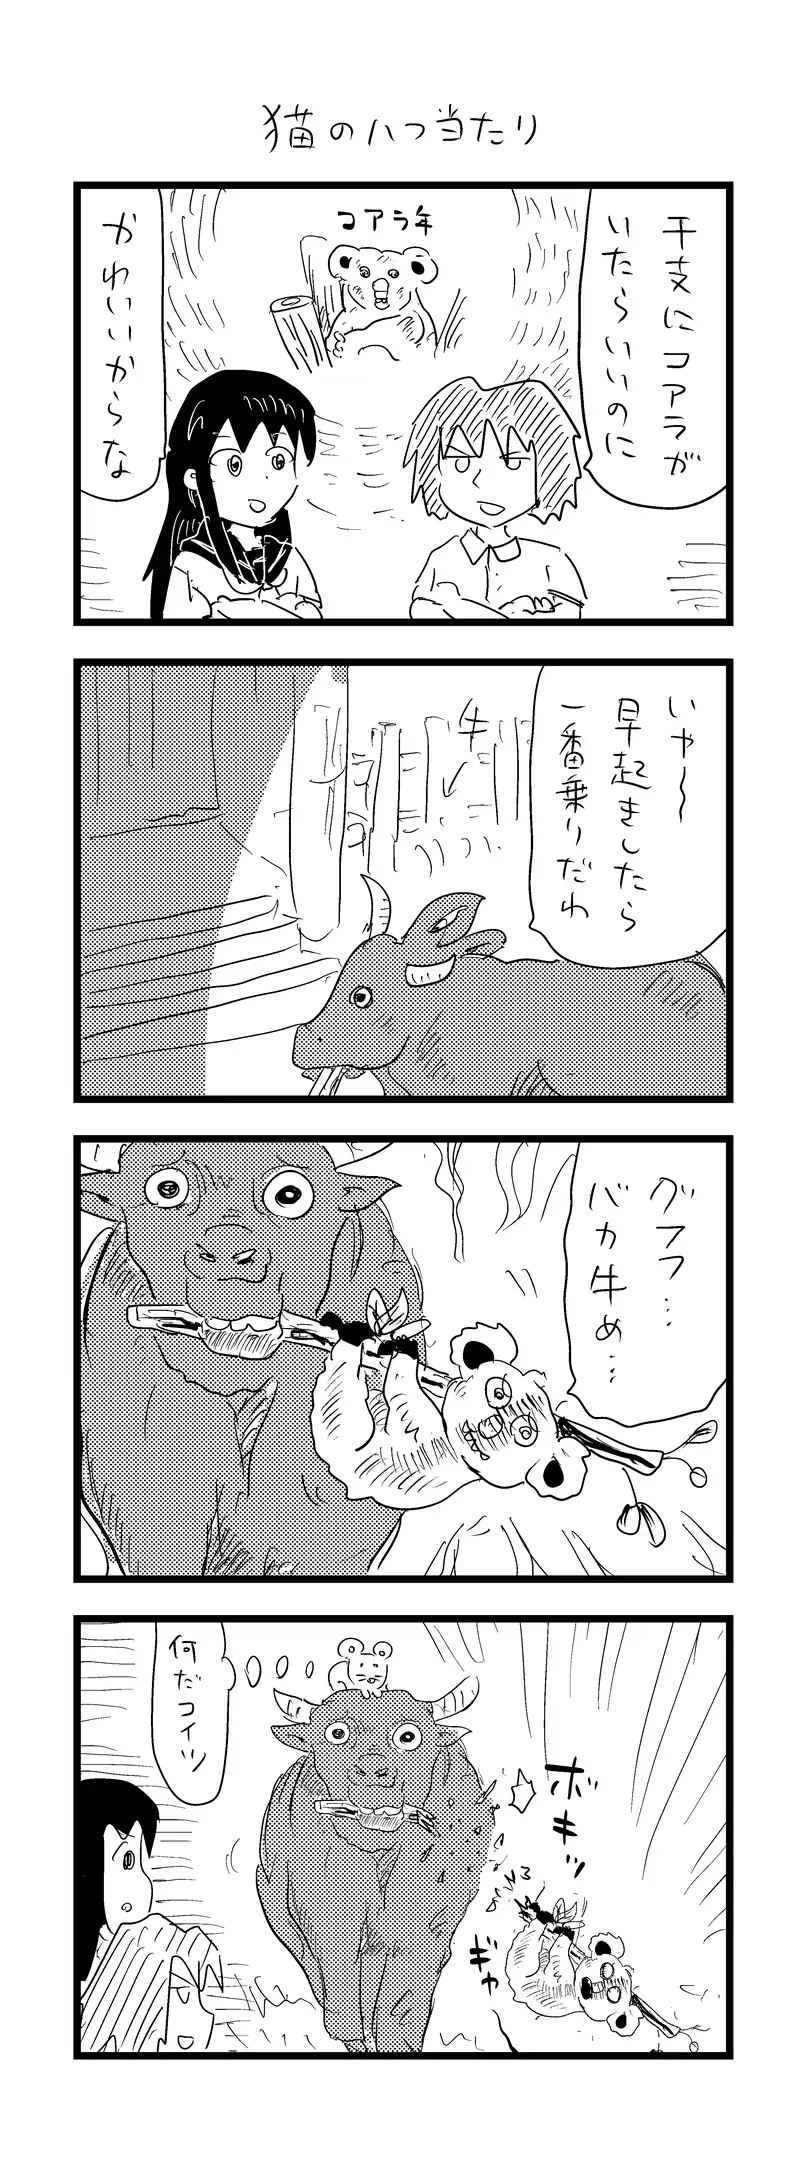 猫の八つ当たり
干支にコアラが
いたらいいのに
コアラ年
かわいいからな
いや〜
早起きしたら
一番乗りだわ
牛
グフフ…
バカ牛め…
何だコイツ
ボキッ
ギャ